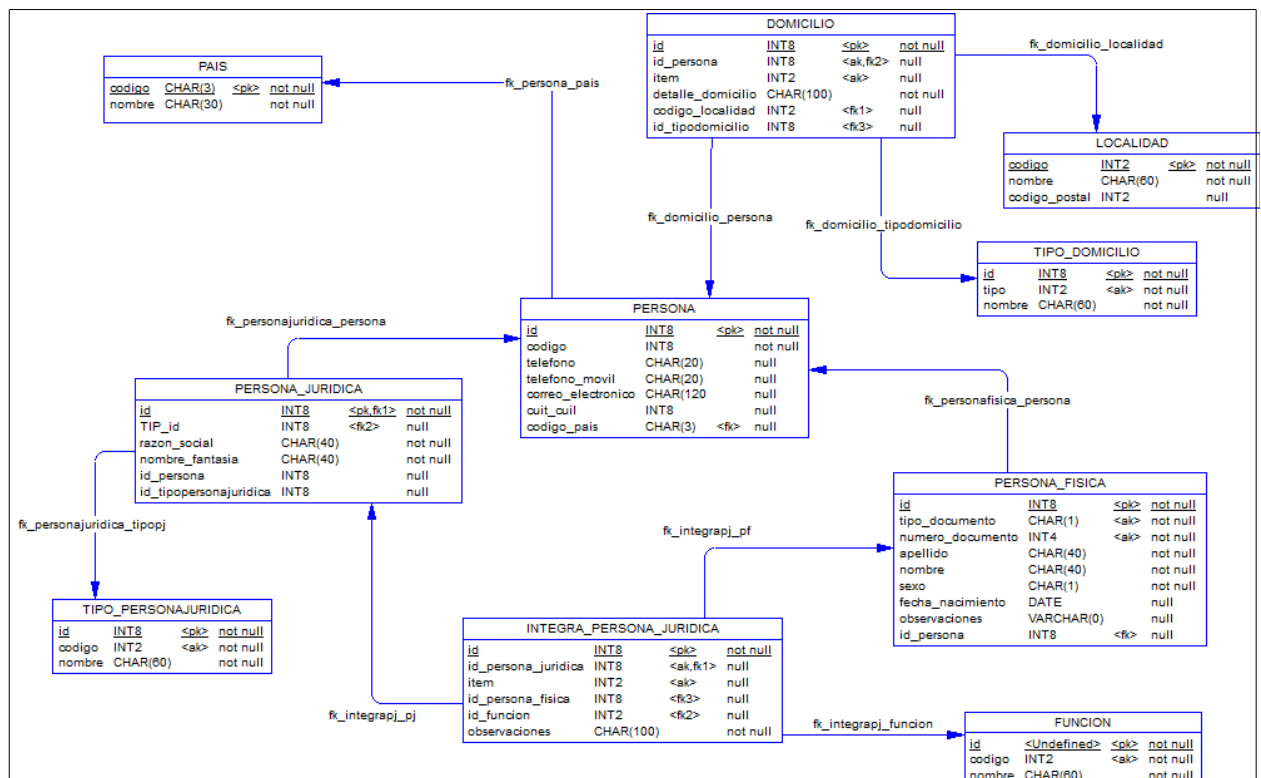 DOMICILIO
id INT8 <pk> not null
id_persona INT8 <ak,fk2> null
item INT2 <ak> null
detalle_domicilio CHAR(100) not null
codigo_localidad INT2 <fk1> null
id_tipodomicilio INT8 <fk3> null
fk_domicilio_localidad
PAIS
codigo CHAR(3) <pk> not null
nombre CHAR(30) not null
fk_persona_pais
LOCALIDAD
codigo INT2 <pk> not null
nombre CHAR(60) not null
codigo_postal INT2 null
fk_domicilio_persona
fk_domicilio_tipodomicilio
TIPO_DOMICILIO
id INT8 <pk> not null
tipo INT2 <ak> not null
nombre CHAR(60) not null
PERSONA
id INT8 <pk> not null
codigo INT8 not null
telefono CHAR(20) null
telefono_movil CHAR(20) null
correo_electronico CHAR(120 null
cuit_cuil INT8 null
codigo_pais CHAR(3) <fk> null
fk_personajuridica_persona
PERSONA_JURIDICA
id INT8 <pk,fk1> not null
TIP_id INT8 <fk2> null
razon_social CHAR(40) not null
nombre_fantasia CHAR(40) not null
id_persona INT8 null
id_tipopersonajuridica INT8 null
fk_personafisica_persona
PERSONA_FISICA
id INT8 <pk> not null
tipo_documento CHAR(1) <ak> not null
numero_documento INT4 <ak> not null
apellido CHAR(40) not null
nombre CHAR(40) not null
sexo CHAR(1) not null
fecha_nacimiento DATE null
observaciones VARCHAR(0) null
id_persona INT8 <fk> null
fk_personajuridica_tipopj
fk_integrapj_pf
TIPO_PERSONAJURIDICA
id INT8 <pk> not null
codigo INT2 <ak> not null
nombre CHAR(60) not null
INTEGRA_PERSONA_JURIDICA
id INT8 <pk> not null
id_persona_juridica INT8 <ak,fk1> null
item INT2 <ak> null
id_persona_fisica INT8 <fk3> null
id_funcion INT2 <fk2> null
observaciones CHAR(100) not null
fk_integrapj_pj
fk_integrapj_funcion
FUNCION
id <Undefined> <pk> not null
codigo INT2 <ak> not null
nombre CHAR(60) not null